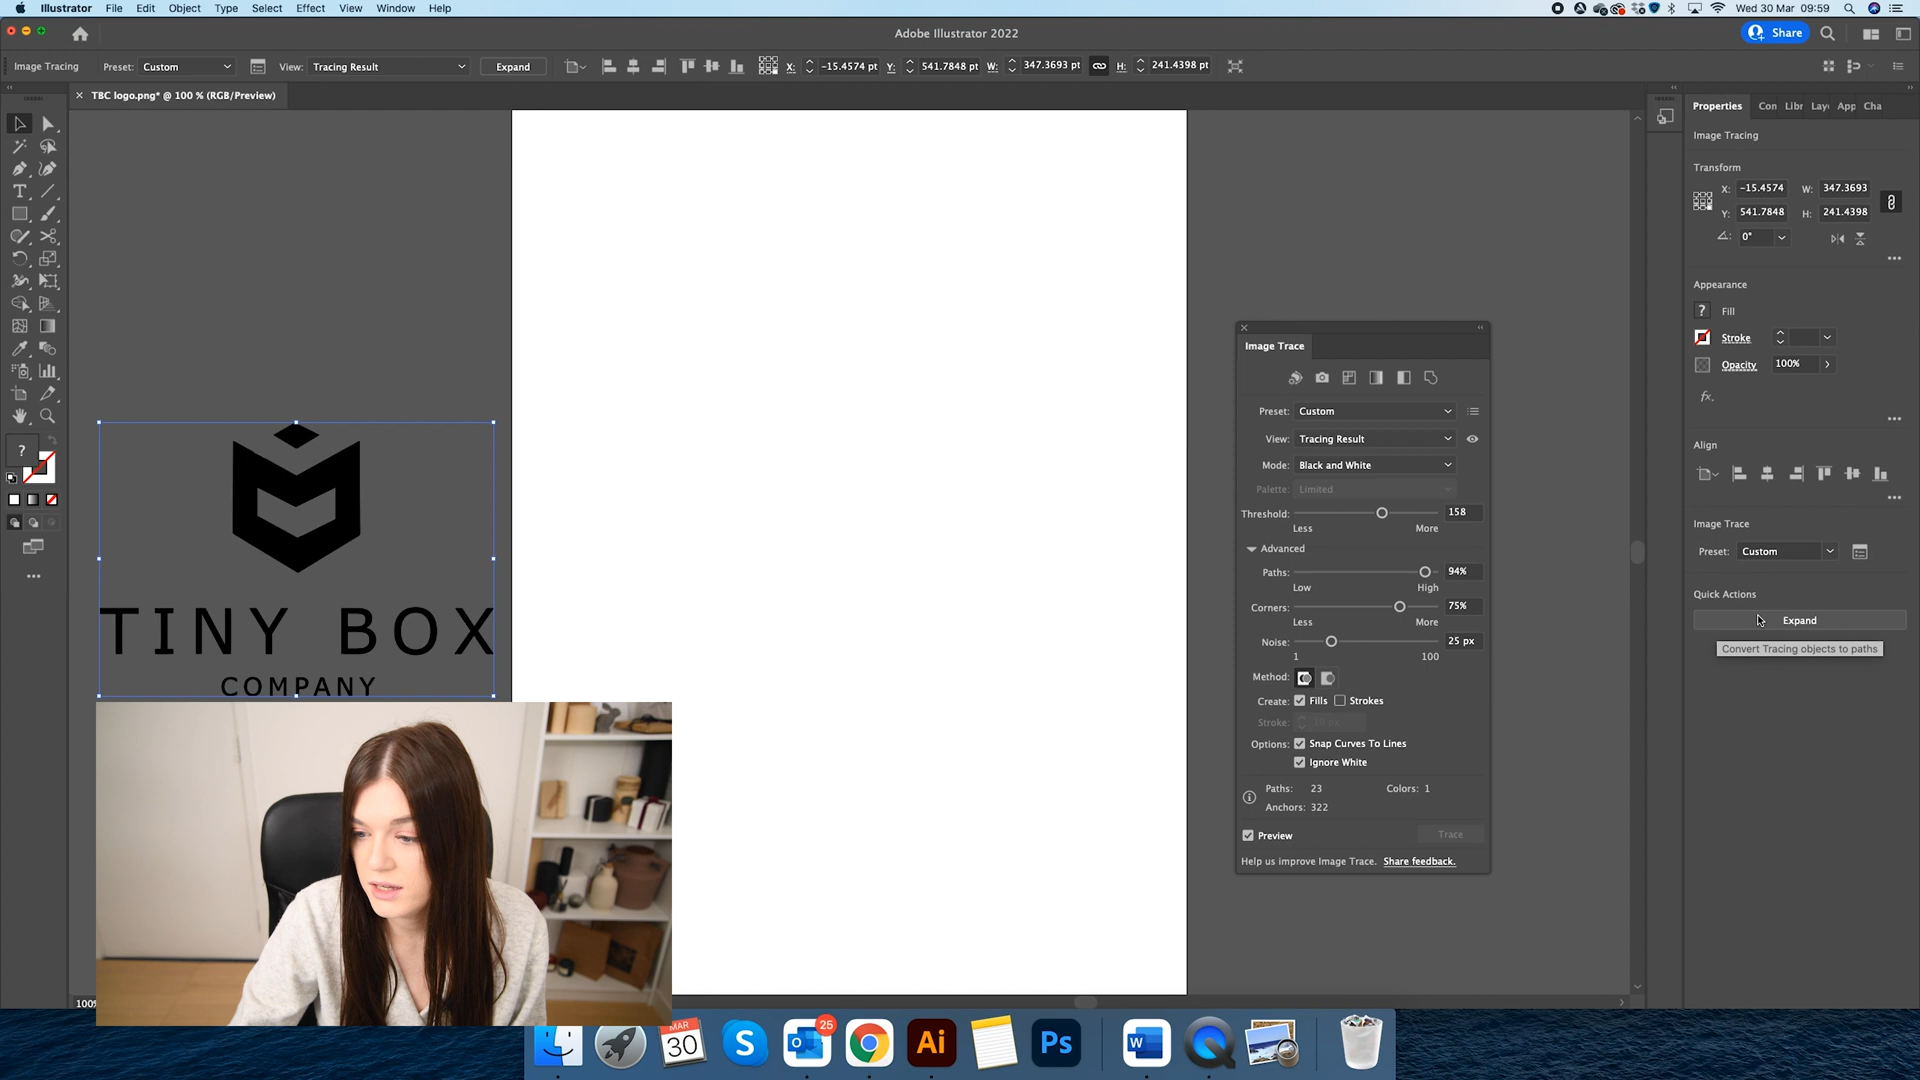 Illustrator File Edit Object Type Select Effect View Window Help
Wed 30 Mar 09:59
Adobe Illustrator 2022
Share
Image Tracing Preset: Custom View: Tracing Result Expand X: -15.4574 pt Y: 541.7848 pt W: 347.3693 pt H: 241.4398 pt
TBC logo.png* @ 100 % (RGB/Preview)
Properties Con Libr Laye App Cha
Image Tracing
Transform
X: -15.4574 W: 347.3693
Y: 541.7848 H: 241.4398
0°
Appearance
? Fill
Stroke
Opacity 100%
fx.
Align
Image Trace
Preset: Custom
Quick Actions
Expand
Convert Tracing objects to paths
Image Trace
Preset: Custom
View: Tracing Result
Mode: Black and White
Palette: Limited
Threshold: 158
Less More
Advanced
Paths: 94%
Low High
Corners: 75%
Less More
Noise: 25 px
1 100
Method:
Create: Fills Strokes
Stroke: 10 px
Options: Snap Curves To Lines
Ignore White
Paths: 23 Colors: 1
Anchors: 322
Preview Trace
Help us improve Image Trace. Share feedback.
?
TINY BOX
COMPANY
100%
MAR
30
25
Ai
Ps
W